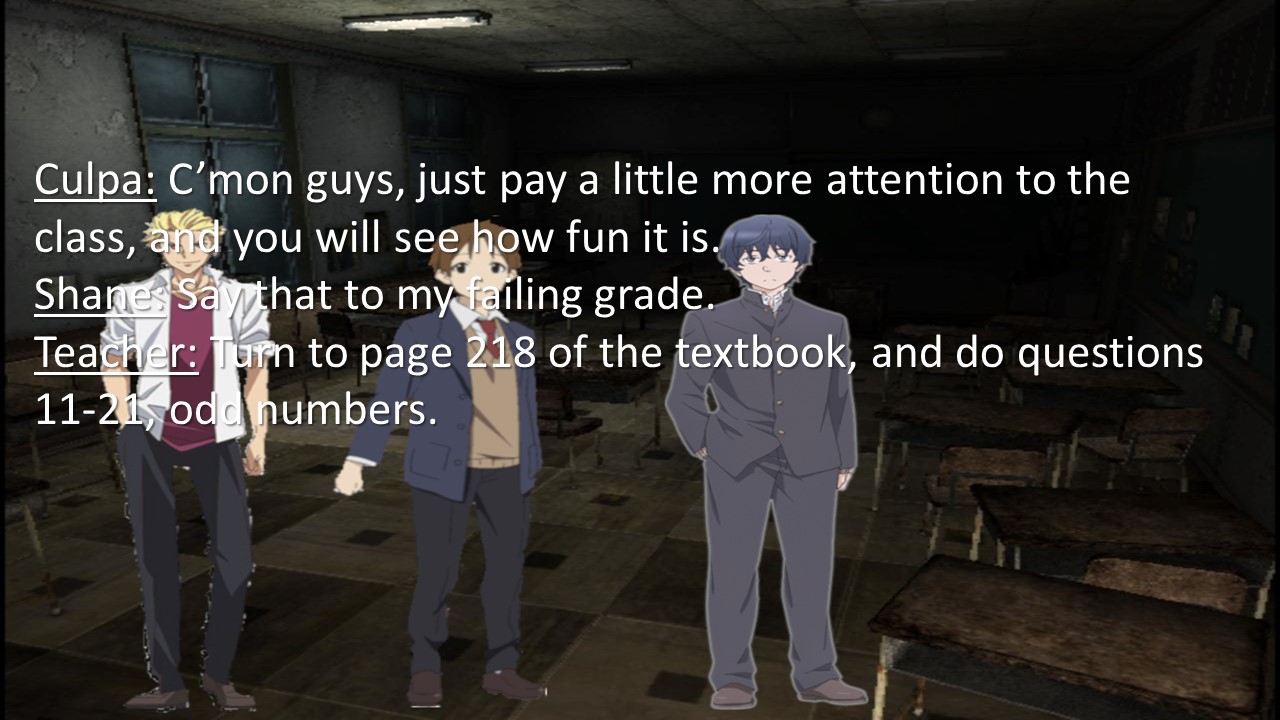 Culpa: C’mon guys, just pay a little more attention to the
class, and you will see how fun it is.
Shane: Say that to my failing grade.
Teacher: Turn to page 218 of the textbook, and do questions
11-21, odd numbers.